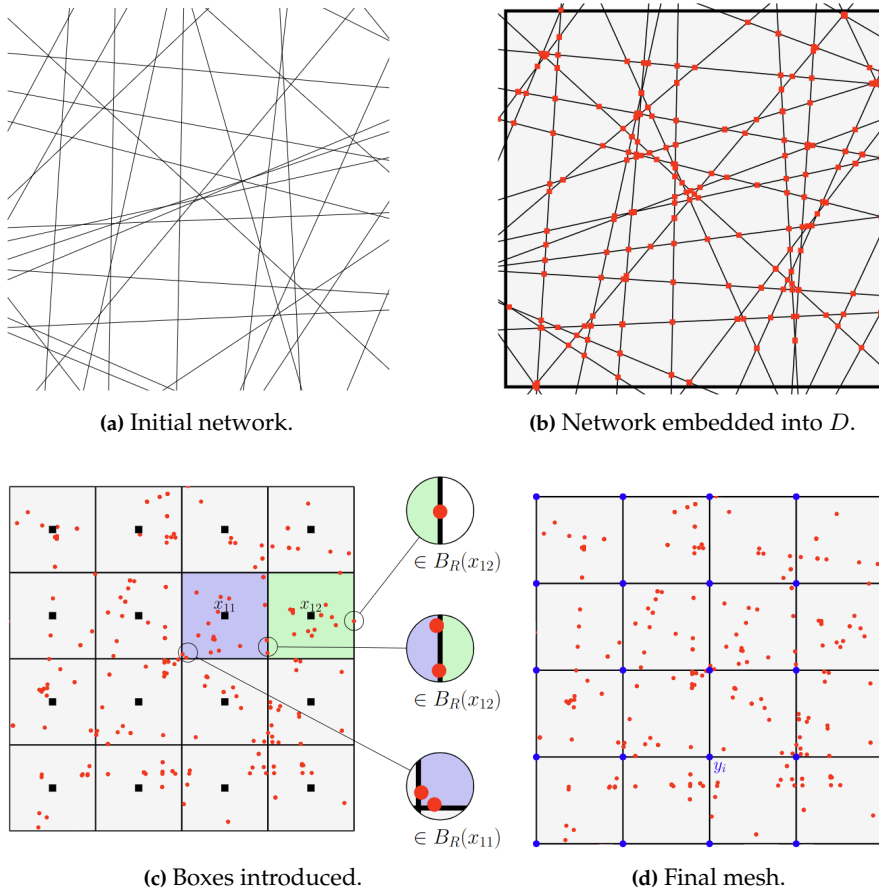 (a) Initial network.
(b) Network embedded into D.
x₁₁
x₁₂
∈ B_R(x₁₂)
∈ B_R(x₁₂)
∈ B_R(x₁₁)
y_i
(c) Boxes introduced.
(d) Final mesh.